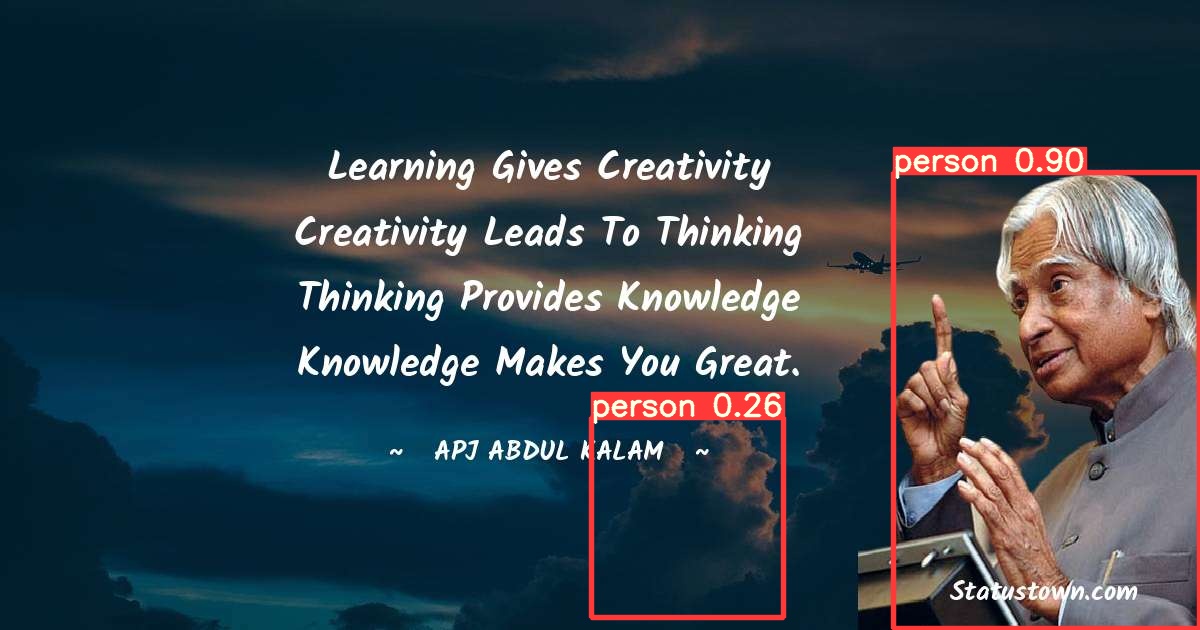 Learning Gives Creativity
Creativity Leads To Thinking
Thinking Provides Knowledge
Knowledge Makes You Great.
~ APJ ABDUL KALAM ~
person 0.90
person 0.26
Statustown.com